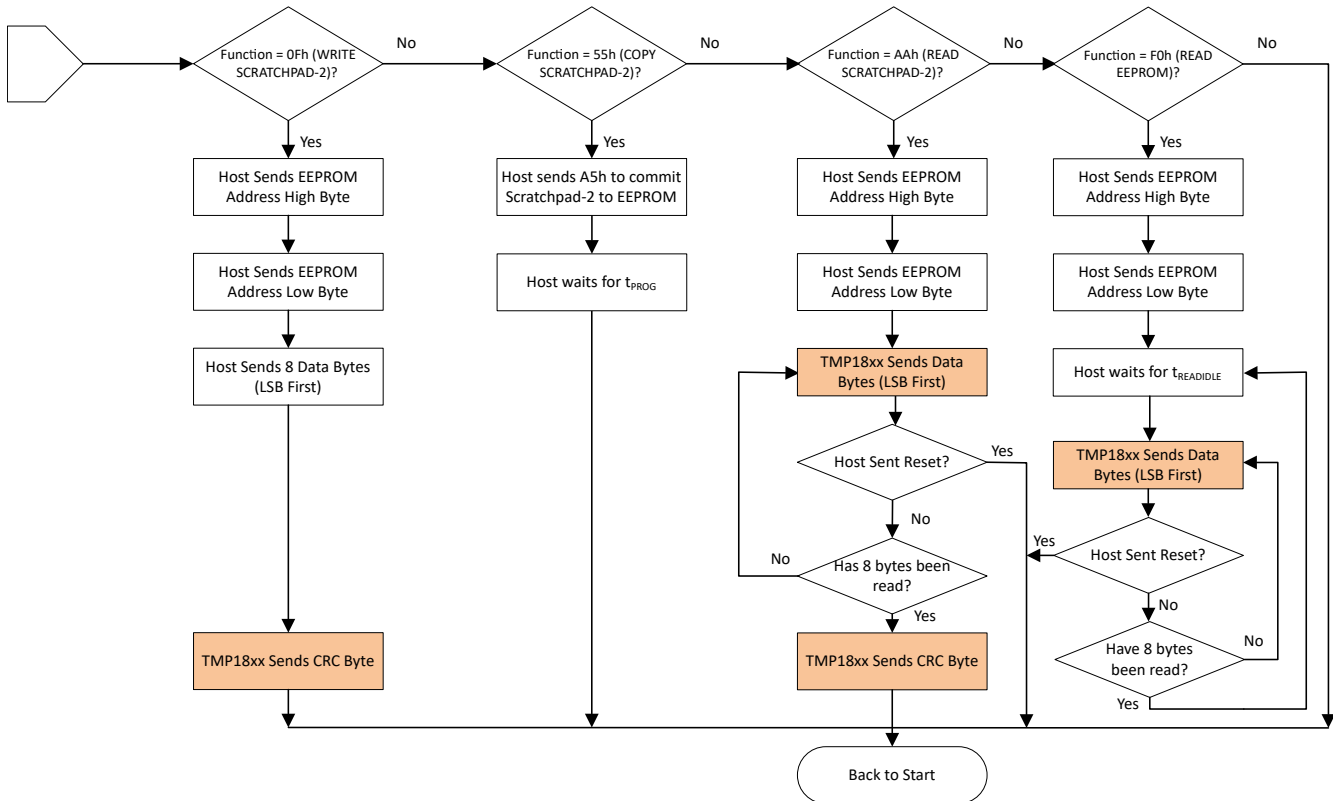 Function = 0Fh (WRITE
SCRATCHPAD-2)?
No
Function = 55h (COPY
SCRATCHPAD-2)?
No
Function = AAh (READ
SCRATCHPAD-2)?
No
Function = F0h (READ
EEPROM)?
No
Yes
Yes
Yes
Yes
Host Sends EEPROM
Address High Byte
Host sends A5h to commit
Scratchpad-2 to EEPROM
Host Sends EEPROM
Address High Byte
Host Sends EEPROM
Address High Byte
Host Sends EEPROM
Address Low Byte
Host waits for tPROG
Host Sends EEPROM
Address Low Byte
Host Sends EEPROM
Address Low Byte
Host Sends 8 Data Bytes
(LSB First)
TMP18xx Sends Data
Bytes (LSB First)
Host waits for tREADIDLE
Host Sent Reset?
Yes
TMP18xx Sends Data
Bytes (LSB First)
No
Yes
Host Sent Reset?
No
Has 8 bytes been
read?
No
Yes
Have 8 bytes
been read?
No
TMP18xx Sends CRC Byte
TMP18xx Sends CRC Byte
Yes
Back to Start